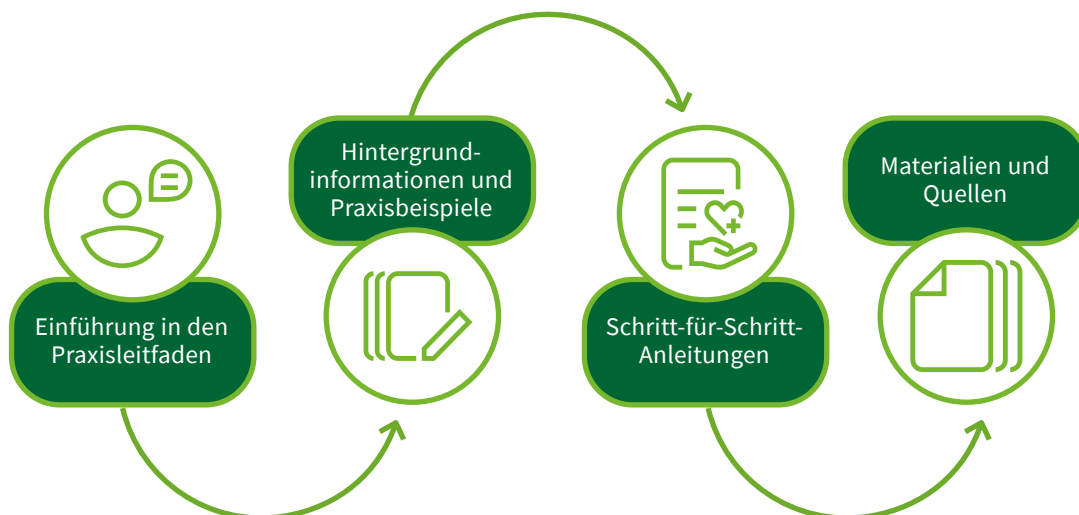 Einführung in den
Praxisleitfaden
Hintergrund-
informationen und
Praxisbeispiele
Schritt-für-Schritt-
Anleitungen
Materialien und
Quellen